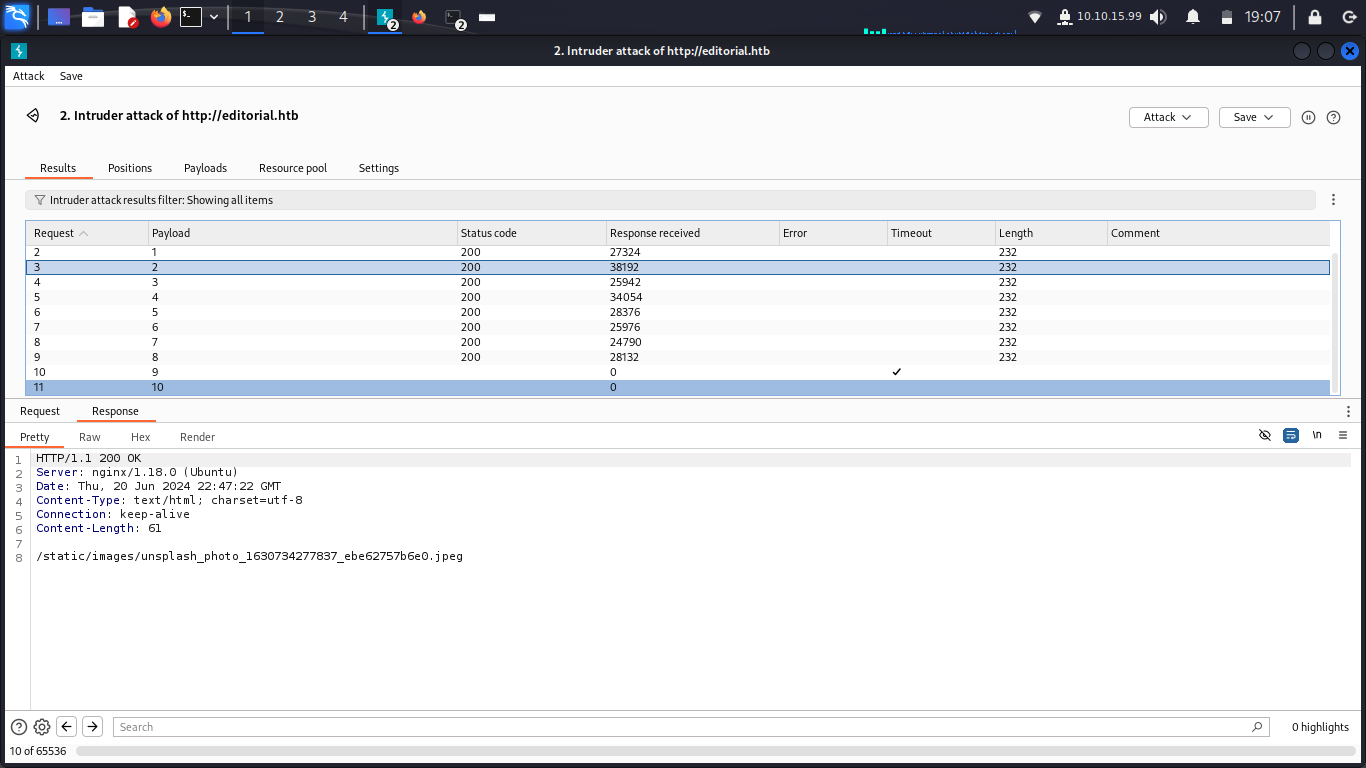 1 2 3 4 2 2 10.10.15.99 19:07
2. Intruder attack of http://editorial.htb
Attack Save
2. Intruder attack of http://editorial.htb Attack Save
Results Positions Payloads Resource pool Settings
Intruder attack results filter: Showing all items
Request Payload Status code Response received Error Timeout Length Comment
2 1 200 27324 232
3 2 200 38192 232
4 3 200 25942 232
5 4 200 34054 232
6 5 200 28376 232
7 6 200 25976 232
8 7 200 24790 232
9 8 200 28132 232
10 9 0 ✓
11 10 0
Request Response
Pretty Raw Hex Render \n
1 HTTP/1.1 200 OK
2 Server: nginx/1.18.0 (Ubuntu)
3 Date: Thu, 20 Jun 2024 22:47:22 GMT
4 Content-Type: text/html; charset=utf-8
5 Connection: keep-alive
6 Content-Length: 61
7
8 /static/images/unsplash_photo_1630734277837_ebe62757b6e0.jpeg
Search 0 highlights
10 of 65536